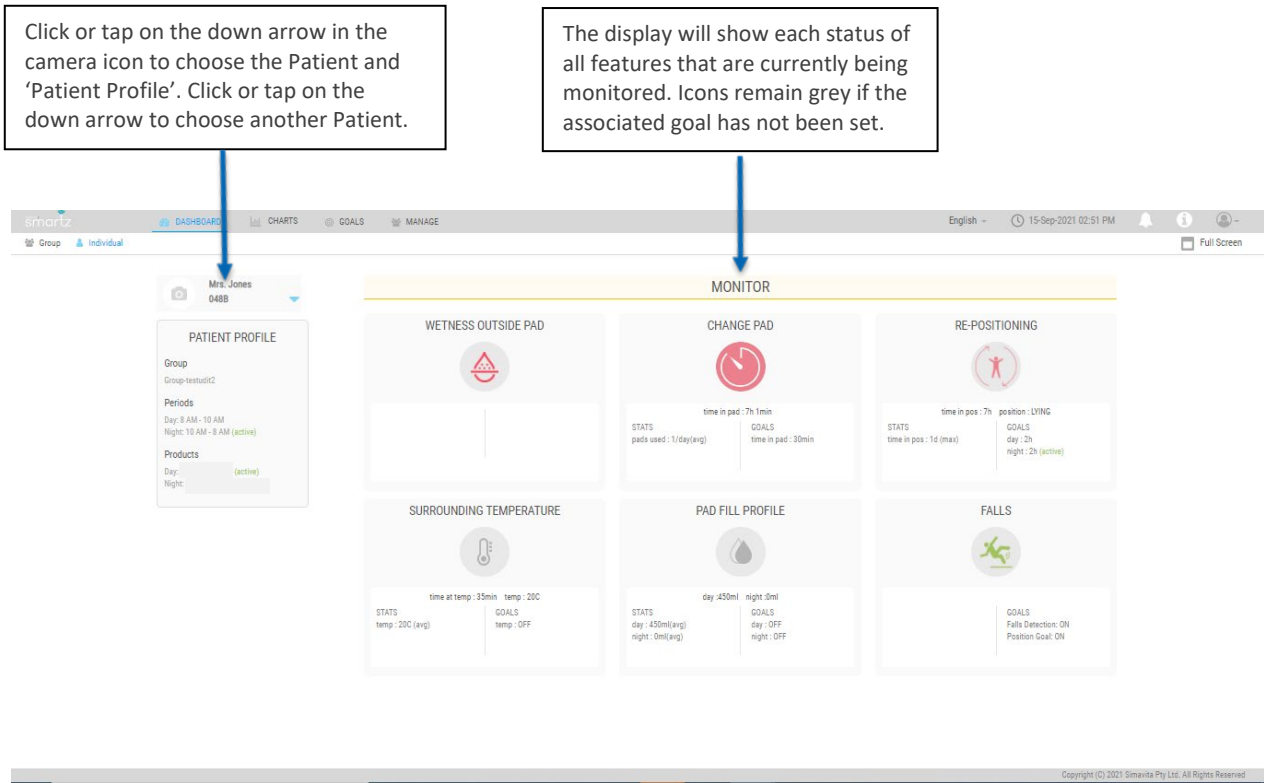 Click or tap on the down arrow in the
camera icon to choose the Patient and
‘Patient Profile’. Click or tap on the
down arrow to choose another Patient.
The display will show each status of
all features that are currently being
monitored. Icons remain grey if the
associated goal has not been set.
smartz
DASHBOARD CHARTS GOALS MANAGE English 15-Sep-2021 02:51 PM
Group Individual Full Screen
Mrs. Jones
048B
PATIENT PROFILE
Group
Group-testudit2
Periods
Day: 8 AM - 10 AM
Night: 10 AM - 8 AM (active)
Products
Day: (active)
Night:
MONITOR
WETNESS OUTSIDE PAD
CHANGE PAD
time in pad : 7h 1min
STATS
pads used : 1/day(avg)
GOALS
time in pad : 30min
RE-POSITIONING
time in pos : 7h position : LYING
STATS
time in pos : 1d (max)
GOALS
day : 2h
night : 2h (active)
SURROUNDING TEMPERATURE
time at temp : 35min temp : 20C
STATS
temp : 20C (avg)
GOALS
temp : OFF
PAD FILL PROFILE
day :450ml night :0ml
STATS
day : 450ml(avg)
night : 0ml(avg)
GOALS
day : OFF
night : OFF
FALLS
GOALS
Falls Detection: ON
Position Goal: ON
Copyright (C) 2021 Simavita Pty Ltd. All Rights Reserved